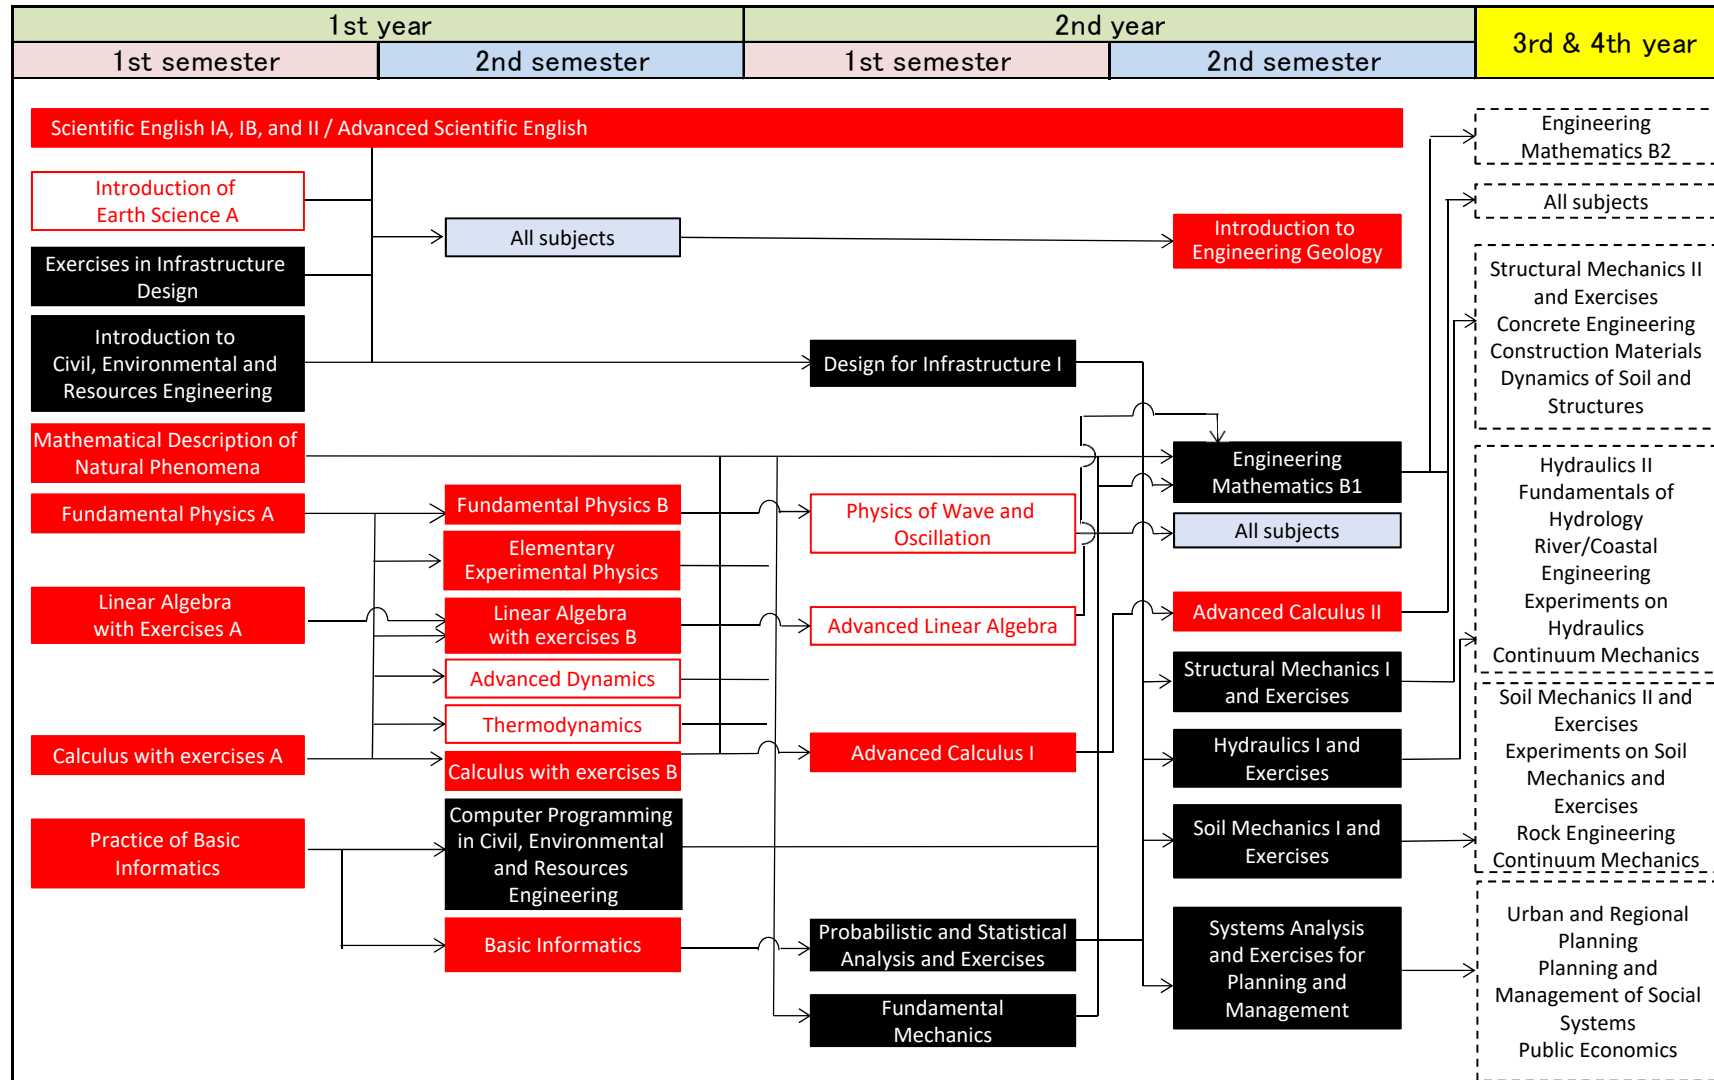 1st year
2nd year
3rd & 4th year
1st semester
2nd semester
1st semester
2nd semester
Scientific English IA, IB, and II / Advanced Scientific English
Introduction of
Earth Science A
Exercises in Infrastructure
Design
Introduction to
Civil, Environmental and
Resources Engineering
Mathematical Description of
Natural Phenomena
Fundamental Physics A
Linear Algebra
with Exercises A
Calculus with exercises A
Practice of Basic
Informatics
All subjects
Fundamental Physics B
Elementary
Experimental Physics
Linear Algebra
with exercises B
Advanced Dynamics
Thermodynamics
Calculus with exercises B
Computer Programming
in Civil, Environmental
and Resources
Engineering
Basic Informatics
Design for Infrastructure I
Physics of Wave and
Oscillation
Advanced Linear Algebra
Advanced Calculus I
Probabilistic and Statistical
Analysis and Exercises
Fundamental
Mechanics
Introduction to
Engineering Geology
Engineering
Mathematics B1
All subjects
Advanced Calculus II
Structural Mechanics I
and Exercises
Hydraulics I and
Exercises
Soil Mechanics I and
Exercises
Systems Analysis
and Exercises for
Planning and
Management
Engineering
Mathematics B2
All subjects
Structural Mechanics II
and Exercises
Concrete Engineering
Construction Materials
Dynamics of Soil and
Structures
Hydraulics II
Fundamentals of
Hydrology
River/Coastal
Engineering
Experiments on
Hydraulics
Continuum Mechanics
Soil Mechanics II and
Exercises
Experiments on Soil
Mechanics and
Exercises
Rock Engineering
Continuum Mechanics
Urban and Regional
Planning
Planning and
Management of Social
Systems
Public Economics